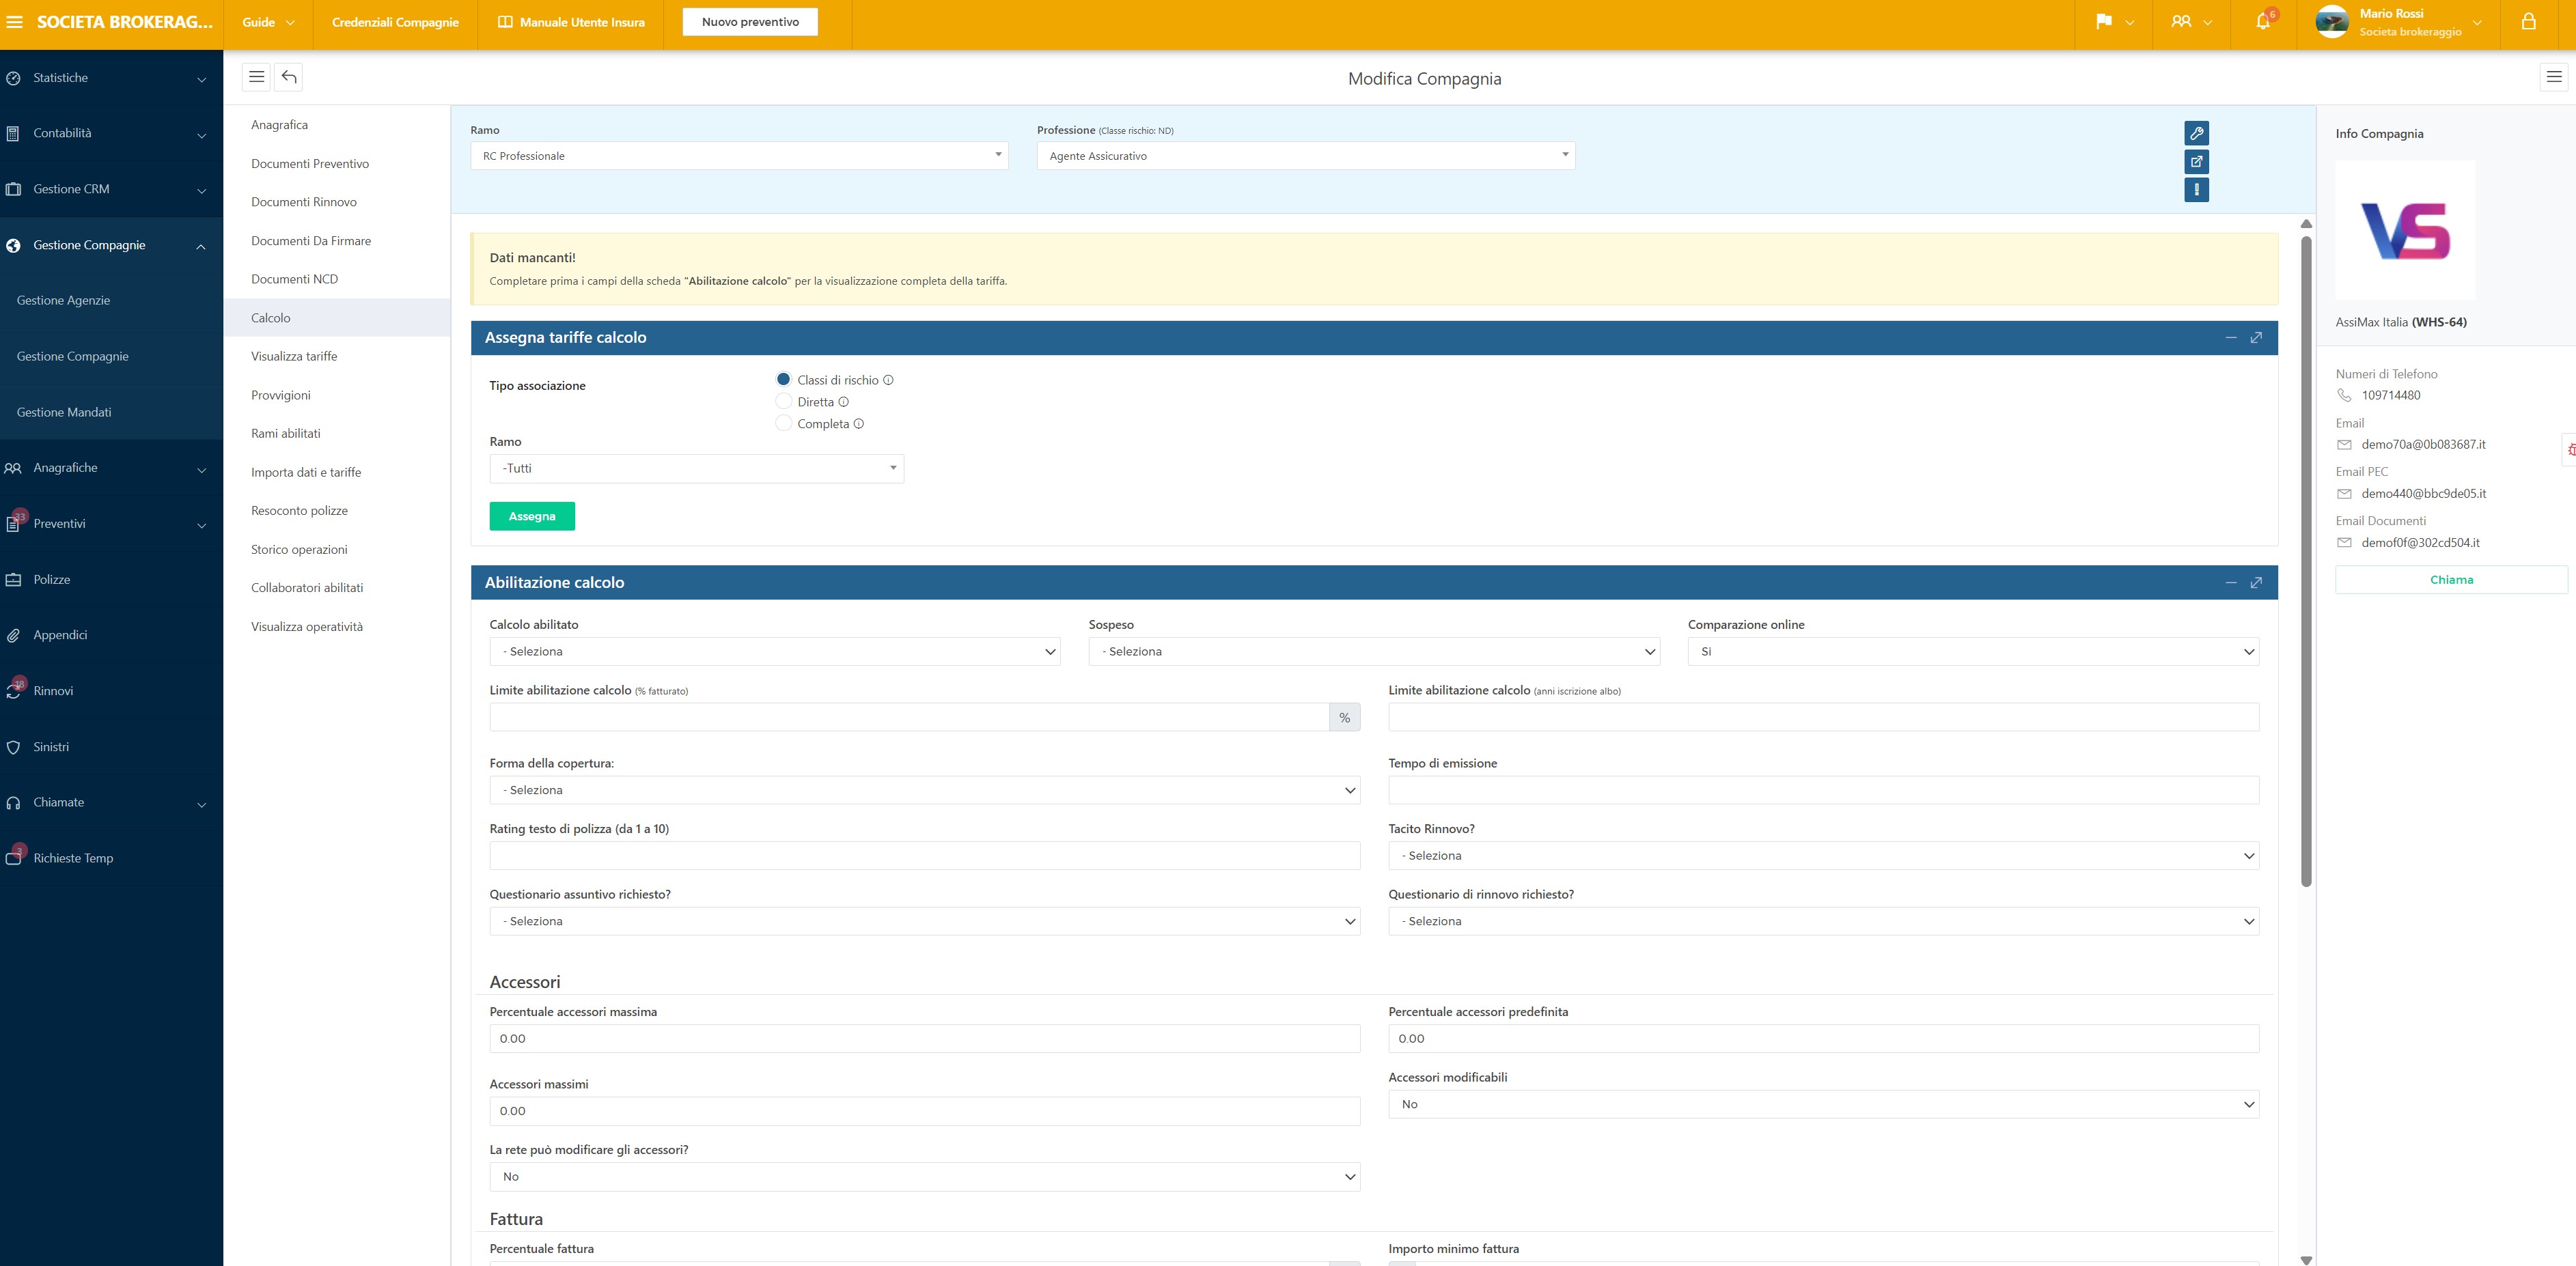 SOCIETA BROKERAG...
Guide
Credenziali Compagnie
Manuale Utente Insura
Nuovo preventivo
6
Mario Rossi
Societa brokeraggio
Statistiche
Contabilità
Gestione CRM
Gestione Compagnie
Gestione Agenzie
Gestione Compagnie
Gestione Mandati
Anagrafiche
33
Preventivi
Polizze
Appendici
18
Rinnovi
Sinistri
Chiamate
3
Richieste Temp
Modifica Compagnia
Anagrafica
Documenti Preventivo
Documenti Rinnovo
Documenti Da Firmare
Documenti NCD
Calcolo
Visualizza tariffe
Provvigioni
Rami abilitati
Importa dati e tariffe
Resoconto polizze
Storico operazioni
Collaboratori abilitati
Visualizza operatività
Ramo
RC Professionale
Professione (Classe rischio: ND)
Agente Assicurativo
Dati mancanti!
Completare prima i campi della scheda "Abilitazione calcolo" per la visualizzazione completa della tariffa.
Assegna tariffe calcolo
Tipo associazione
Classi di rischio
Diretta
Completa
Ramo
-Tutti
Assegna
Abilitazione calcolo
Calcolo abilitato
- Seleziona
Sospeso
- Seleziona
Comparazione online
Si
Limite abilitazione calcolo (% fatturato)
%
Limite abilitazione calcolo (anni iscrizione albo)
Forma della copertura:
- Seleziona
Tempo di emissione
Rating testo di polizza (da 1 a 10)
Tacito Rinnovo?
- Seleziona
Questionario assuntivo richiesto?
- Seleziona
Questionario di rinnovo richiesto?
- Seleziona
Accessori
Percentuale accessori massima
0.00
Percentuale accessori predefinita
0.00
Accessori massimi
0.00
Accessori modificabili
No
La rete può modificare gli accessori?
No
Fattura
Percentuale fattura
Importo minimo fattura
Info Compagnia
VS
AssiMax Italia (WHS-64)
Numeri di Telefono
109714480
Email
demo70a@0b083687.it
Email PEC
demo440@bbc9de05.it
Email Documenti
demof0f@302cd504.it
Chiama